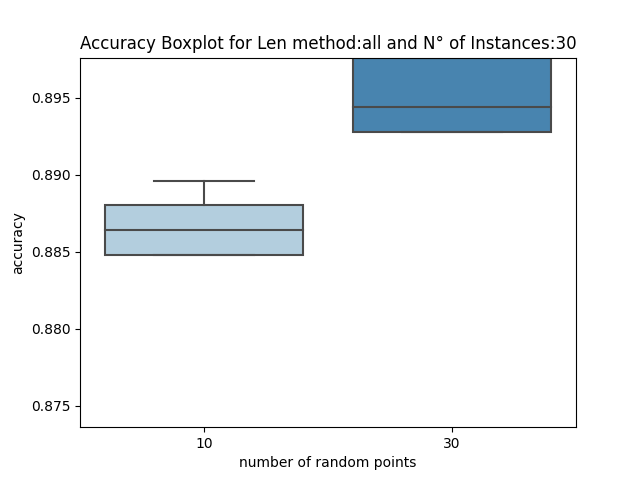 Accuracy Boxplot for Len method:all and N° of Instances:30
0.895
0.890
0.885
0.880
0.875
accuracy
10 30
number of random points